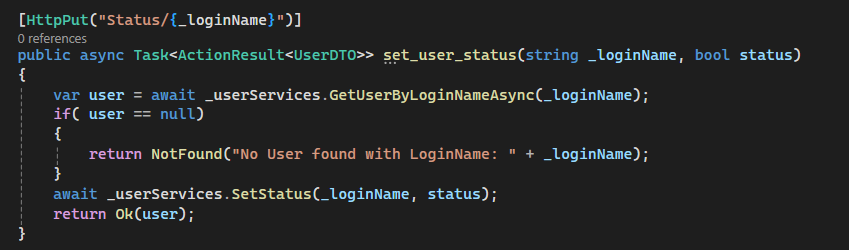 [HttpPut("Status/{_loginName}")]
0 references
public async Task<ActionResult<UserDTO>> set_user_status(string _loginName, bool status)
{
var user = await _userServices.GetUserByLoginNameAsync(_loginName);
if( user == null)
{
return NotFound("No User found with LoginName: " + _loginName);
}
await _userServices.SetStatus(_loginName, status);
return Ok(user);
}